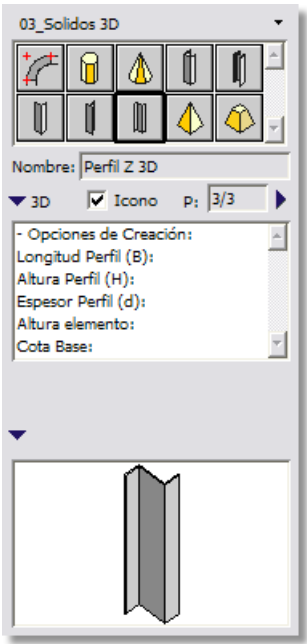 03_Solidos 3D
Nombre: Perfil Z 3D
3D Icono P: 3/3
- Opciones de Creación:
Longitud Perfil (B):
Altura Perfil (H):
Espesor Perfil (d):
Altura elemento:
Cota Base: